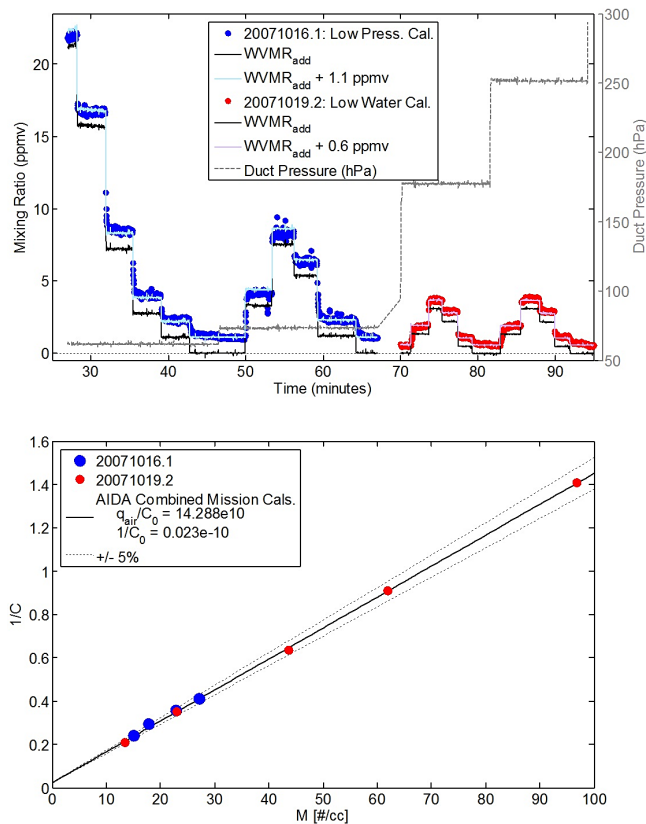 20071016.1: Low Press. Cal.
WVMRadd
WVMRadd + 1.1 ppmv
20071019.2: Low Water Cal.
WVMRadd
WVMRadd + 0.6 ppmv
Duct Pressure (hPa)
Mixing Ratio (ppmv)
20
15
10
5
0
300
250
200
150
100
50
Duct Pressure (hPa)
30 40 50 60 70 80 90
Time (minutes)
20071016.1
20071019.2
AIDA Combined Mission Cals.
qair/C0 = 14.288e10
1/C0 = 0.023e-10
+/- 5%
1/C
1.6
1.4
1.2
1
0.8
0.6
0.4
0.2
0
0 10 20 30 40 50 60 70 80 90 100
M [#/cc]